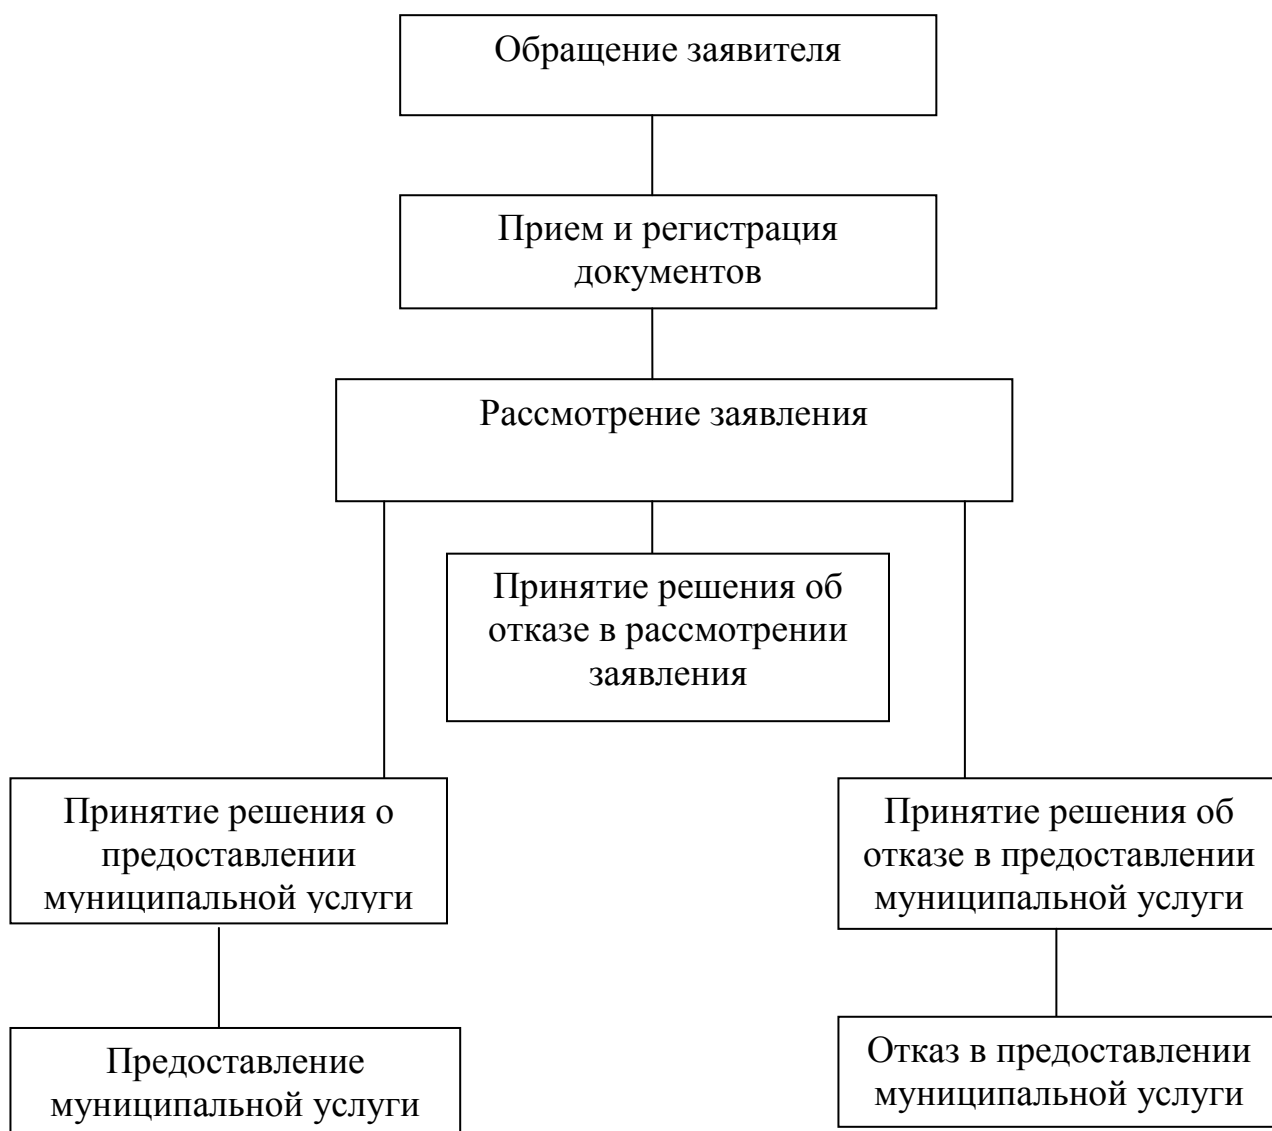 Обращение заявителя
Прием и регистрация
документов
Рассмотрение заявления
Принятие решения об
отказе в рассмотрении
заявления
Принятие решения о
предоставлении
муниципальной услуги
Принятие решения об
отказе в предоставлении
муниципальной услуги
Предоставление
муниципальной услуги
Отказ в предоставлении
муниципальной услуги